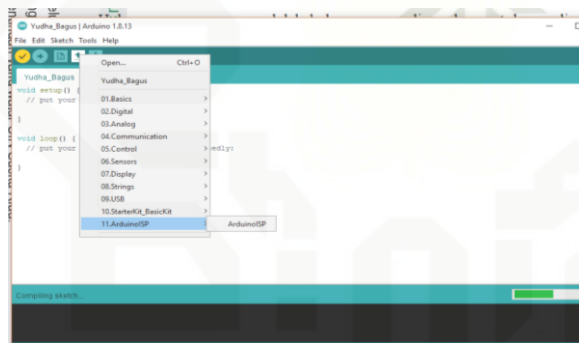 Yudha_Bagus | Arduino 1.8.13
File Edit Sketch Tools Help
Yudha_Bagus
void setup() {
// put your
}
void loop() {
// put your edly:
}
Open... Ctrl+O
Yudha_Bagus
01.Basics
02.Digital
03.Analog
04.Communication
05.Control
06.Sensors
07.Display
08.Strings
09.USB
10.StarterKit_BasicKit
11.ArduinoISP
ArduinoISP
Compiling sketch...